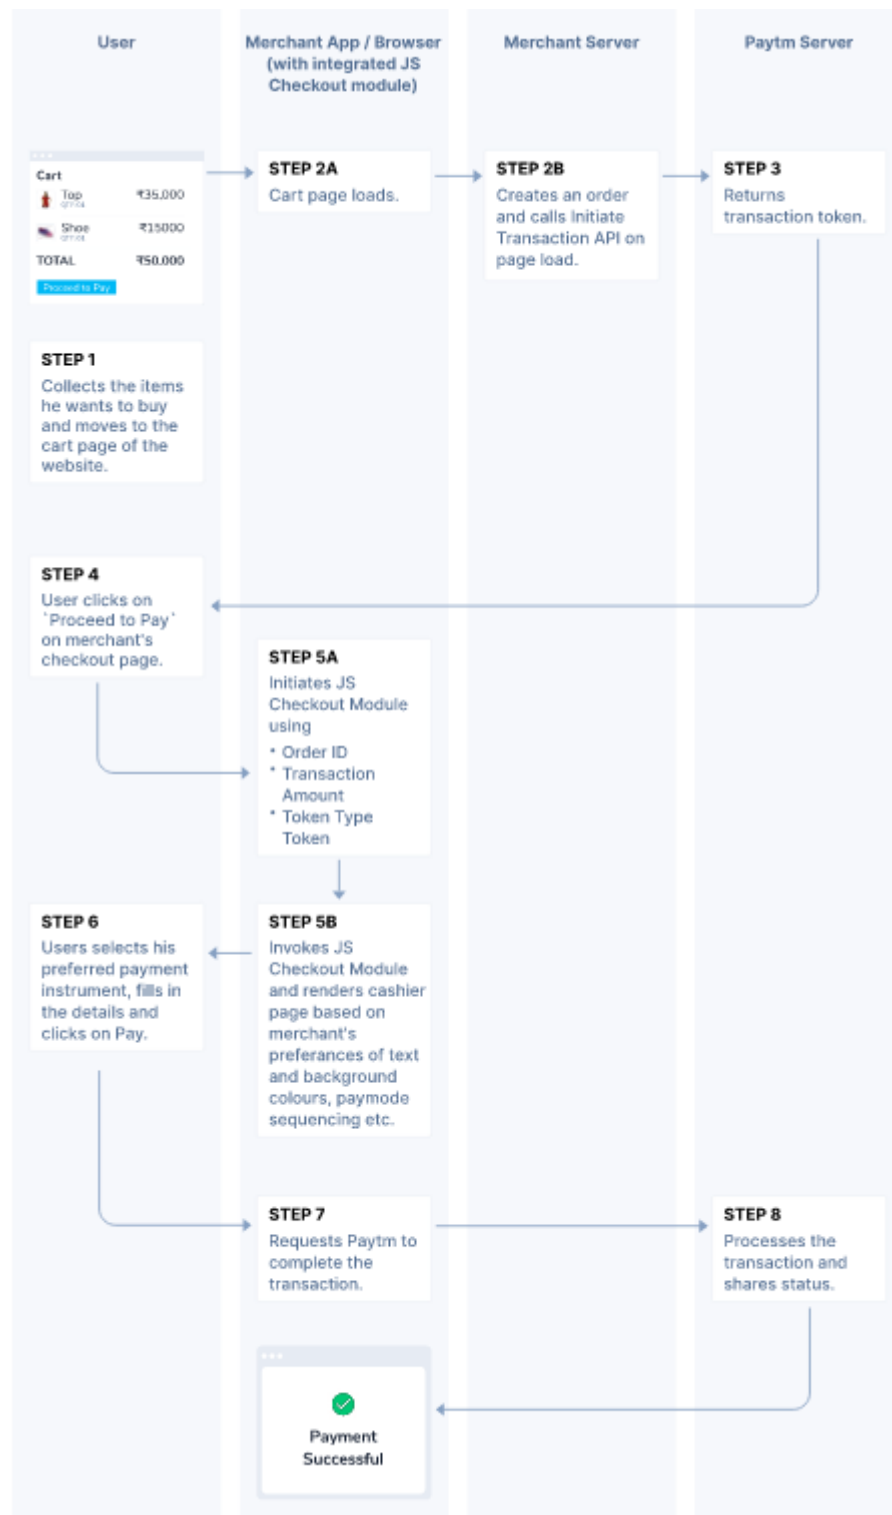 User
Merchant App / Browser
(with integrated JS
Checkout module)
Merchant Server
Paytm Server
Cart
Top
₹35,000
Shoe
₹15000
TOTAL
₹50.000
Proceed to Pay
STEP 1
Collects the items
he wants to buy
and moves to the
cart page of the
website.
STEP 2A
Cart page loads.
STEP 2B
Creates an order
and calls Initiate
Transaction API on
page load.
STEP 3
Returns
transaction token.
STEP 4
User clicks on
`Proceed to Pay`
on merchant's
checkout page.
STEP 5A
Initiates JS
Checkout Module
using
• Order ID
• Transaction
Amount
• Token Type
Token
STEP 5B
Invokes JS
Checkout Module
and renders cashier
page based on
merchant's
preferances of text
and background
colours, paymode
sequencing etc.
STEP 6
Users selects his
preferred payment
instrument, fills in
the details and
clicks on Pay.
STEP 7
Requests Paytm to
complete the
transaction.
STEP 8
Processes the
transaction and
shares status.
Payment
Successful